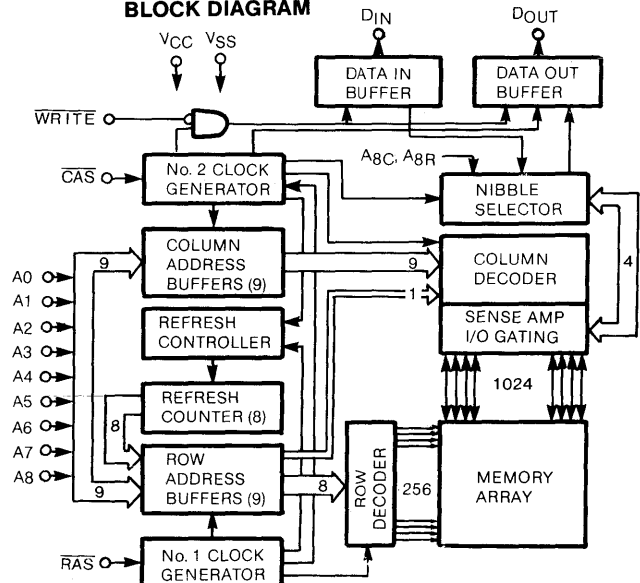 BLOCK DIAGRAM
VCC
VSS
DIN
DOUT
DATA IN
BUFFER
DATA OUT
BUFFER
WRITE
A8C, A8R
CAS
No. 2 CLOCK
GENERATOR
NIBBLE
SELECTOR
COLUMN
ADDRESS
BUFFERS (9)
9
9
COLUMN
DECODER
4
A0
A1
A2
A3
A4
A5
A6
A7
A8
1
REFRESH
CONTROLLER
SENSE AMP
I/O GATING
1024
REFRESH
COUNTER (8)
8
ROW
ADDRESS
BUFFERS (9)
9
8
ROW
DECODER
256
MEMORY
ARRAY
RAS
No. 1 CLOCK
GENERATOR